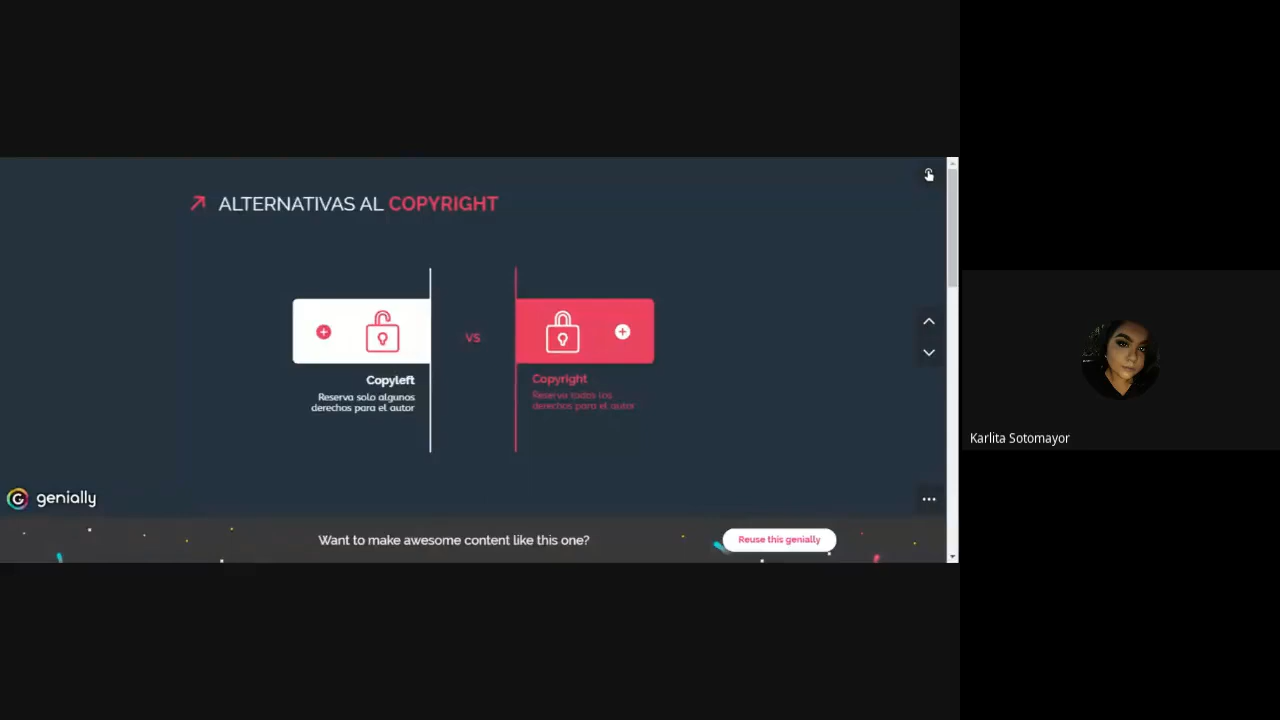 ALTERNATIVAS AL COPYRIGHT
VS
Copyleft
Reserva solo algunos
derechos para el autor
Copyright
Reserva todos los
derechos para el autor
genially
Want to make awesome content like this one?
Reuse this genially
Karlita Sotomayor